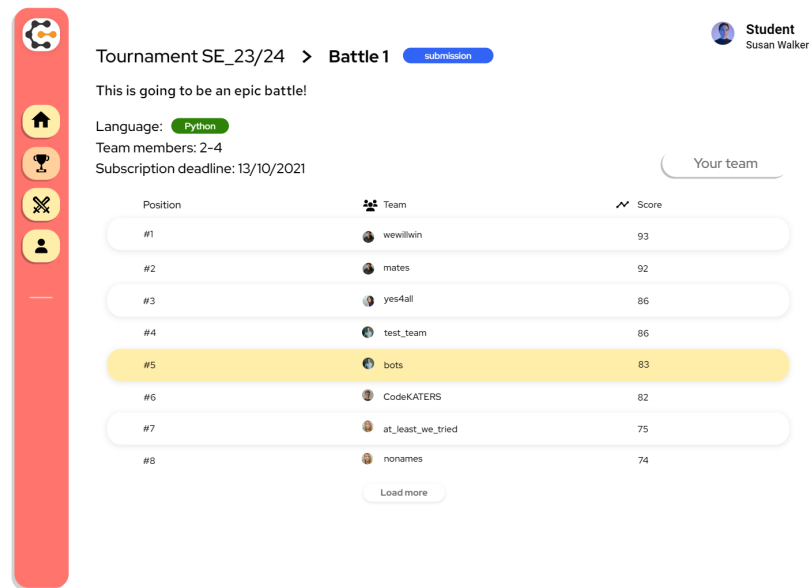 Student
Susan Walker
Tournament SE_23/24 > Battle 1 submission
This is going to be an epic battle!
Language: Python
Team members: 2-4
Subscription deadline: 13/10/2021
Your team
Position Team Score
#1 wewillwin 93
#2 mates 92
#3 yes4all 86
#4 test_team 86
#5 bots 83
#6 CodeKATERS 82
#7 at_least_we_tried 75
#8 nonames 74
Load more